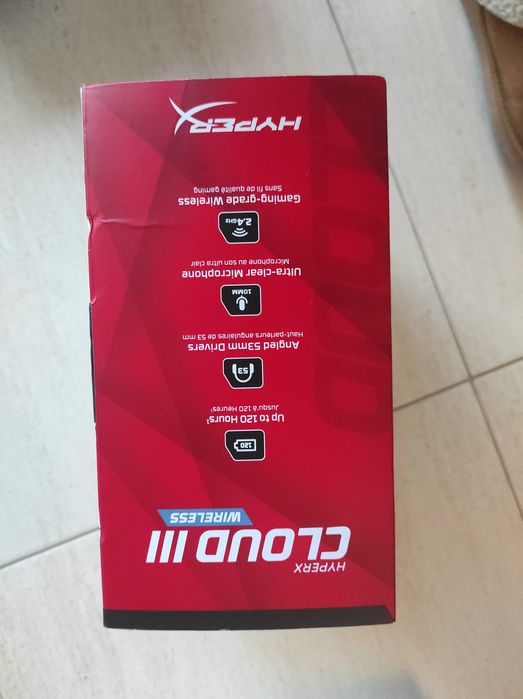 HYPERX
CLOUD III
WIRELESS
120
Up to 120 Hours¹
Jusqu'à 120 Heures¹
53
Angled 53mm Drivers
Haut-parleurs angulaires de 53 mm
10MM
Ultra-clear Microphone
Microphone au son ultra clair
2.4GHz
Gaming-grade Wireless
Sans fil de qualité gaming
HYPERX
CLOUD